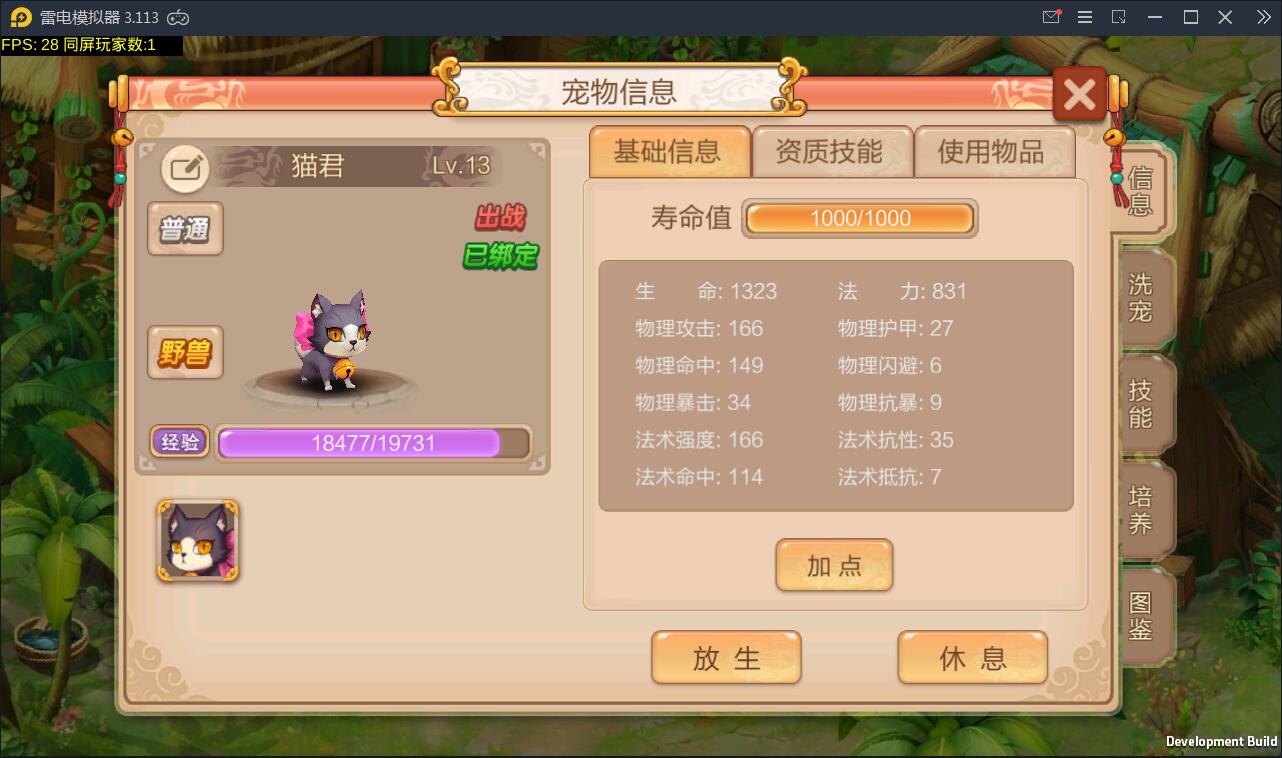 雷电模拟器 3.113
FPS: 28 同屏玩家数:1
宠物信息
猫君 Lv.13
普通
出战
已绑定
野兽
经验 18477/19731
基础信息 资质技能 使用物品
寿命值 1000/1000
生 命: 1323 法 力: 831
物理攻击: 166 物理护甲: 27
物理命中: 149 物理闪避: 6
物理暴击: 34 物理抗暴: 9
法术强度: 166 法术抗性: 35
法术命中: 114 法术抵抗: 7
加 点
放 生 休 息
信息
洗宠
技能
培养
图鉴
Development Build